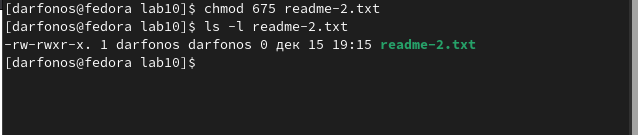 [darfonos@fedora lab10]$ chmod 675 readme-2.txt
[darfonos@fedora lab10]$ ls -l readme-2.txt
-rw-rwxr-x. 1 darfonos darfonos 0 дек 15 19:15 readme-2.txt
[darfonos@fedora lab10]$